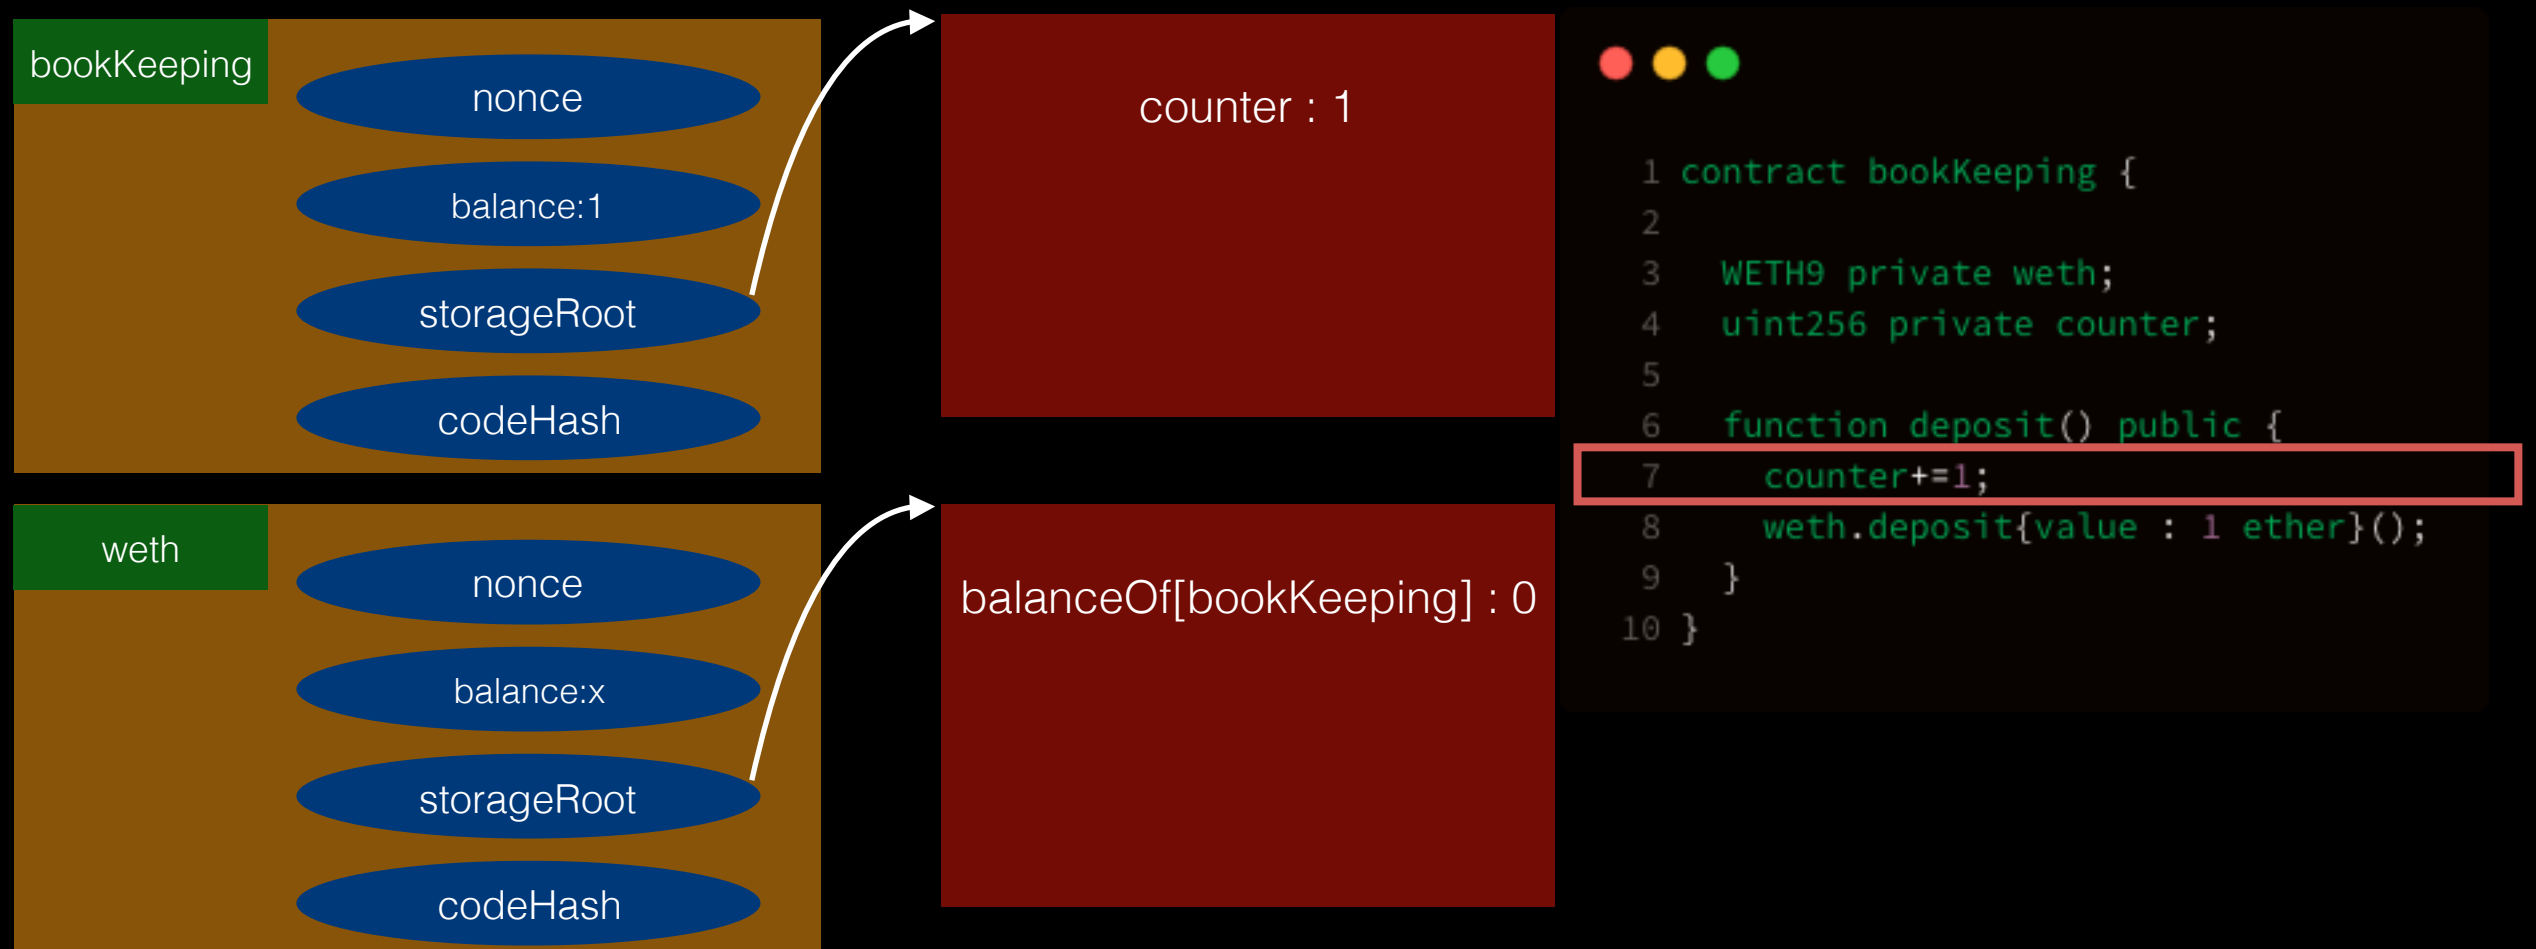 bookKeeping
nonce
balance:1
storageRoot
codeHash
counter : 1
weth
nonce
balance:x
storageRoot
codeHash
balanceOf[bookKeeping] : 0
1 contract bookKeeping {
2
3 WETH9 private weth;
4 uint256 private counter;
5
6 function deposit() public {
7 counter+=1;
8 weth.deposit{value : 1 ether}();
9 }
10 }